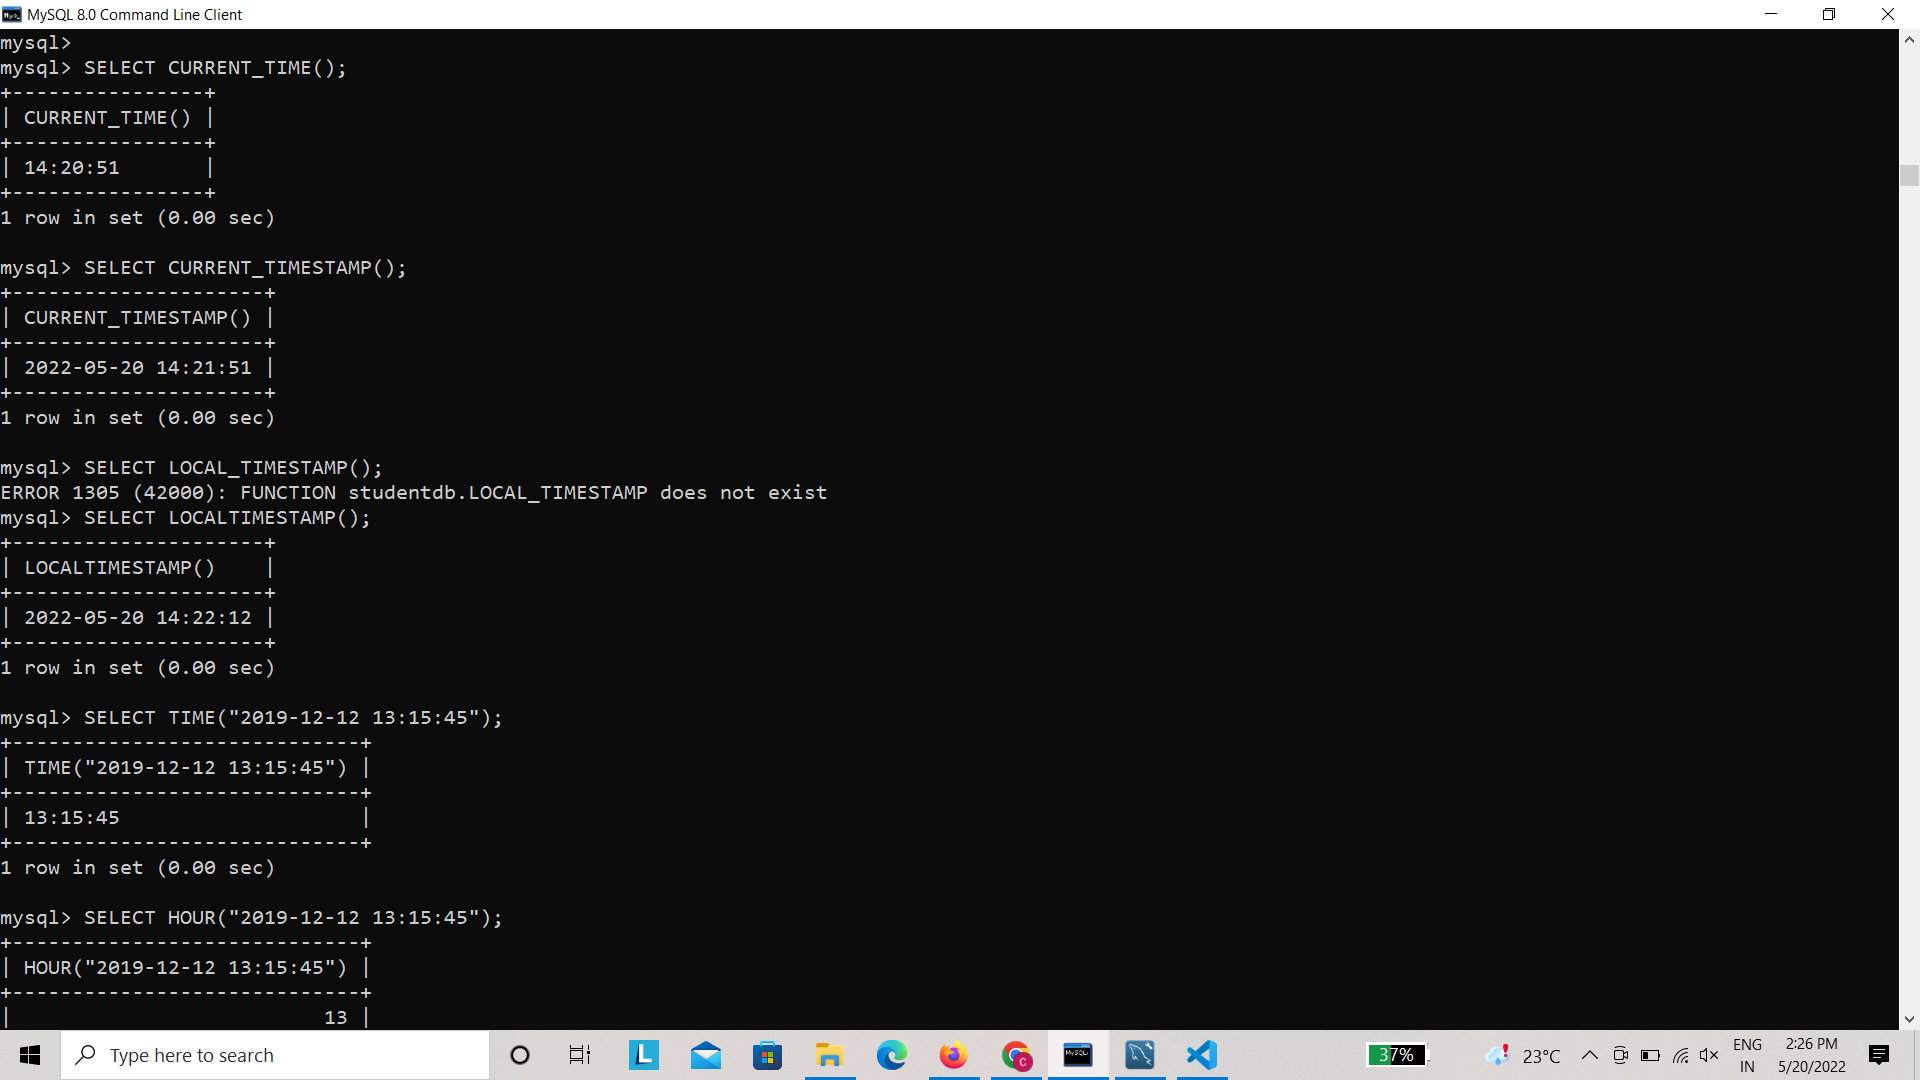 MySQL 8.0 Command Line Client
mysql>
mysql> SELECT CURRENT_TIME();
+----------------+
| CURRENT_TIME() |
+----------------+
| 14:20:51       |
+----------------+
1 row in set (0.00 sec)
mysql> SELECT CURRENT_TIMESTAMP();
+---------------------+
| CURRENT_TIMESTAMP() |
+---------------------+
| 2022-05-20 14:21:51 |
+---------------------+
1 row in set (0.00 sec)
mysql> SELECT LOCAL_TIMESTAMP();
ERROR 1305 (42000): FUNCTION studentdb.LOCAL_TIMESTAMP does not exist
mysql> SELECT LOCALTIMESTAMP();
+---------------------+
| LOCALTIMESTAMP()    |
+---------------------+
| 2022-05-20 14:22:12 |
+---------------------+
1 row in set (0.00 sec)
mysql> SELECT TIME("2019-12-12 13:15:45");
+-----------------------------+
| TIME("2019-12-12 13:15:45") |
+-----------------------------+
| 13:15:45                    |
+-----------------------------+
1 row in set (0.00 sec)
mysql> SELECT HOUR("2019-12-12 13:15:45");
+-----------------------------+
| HOUR("2019-12-12 13:15:45") |
+-----------------------------+
|                          13 |
Type here to search
L
C
MySQL
37%
23°C
ENG
IN
2:26 PM
5/20/2022